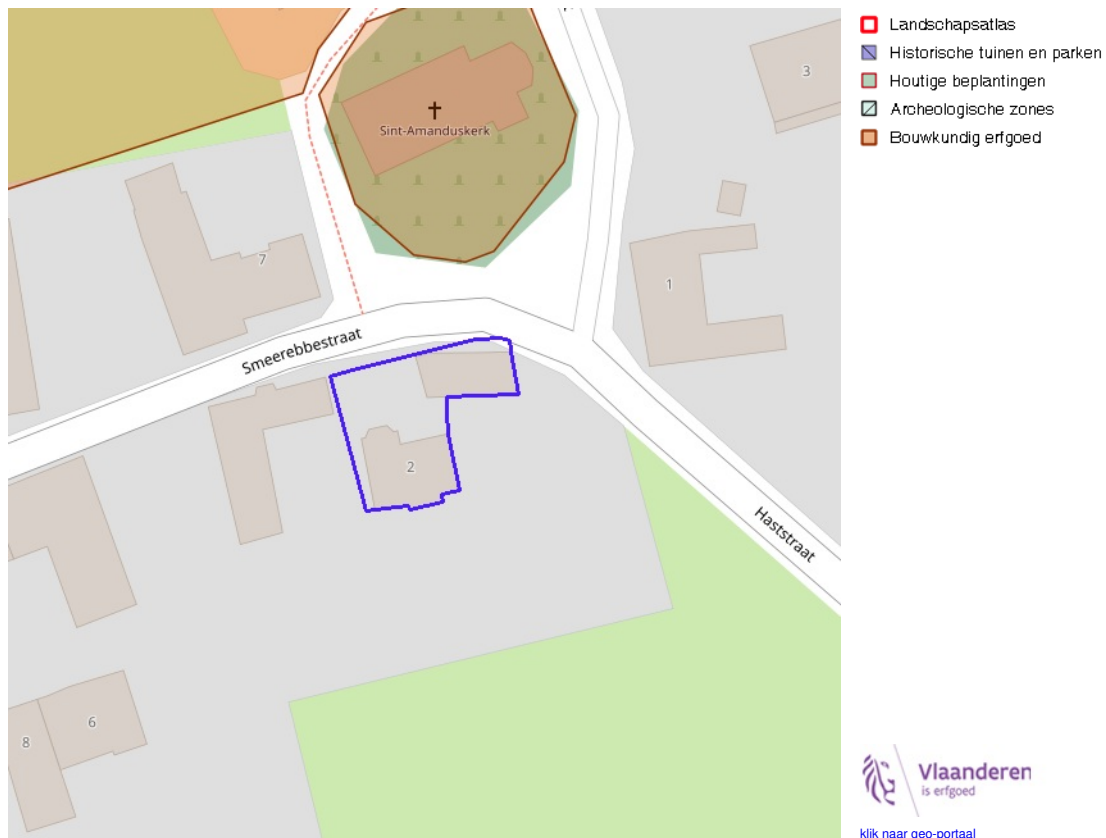 Sint-Amanduskerk
3
7
1
Smeerebbestraat
2
Haststraat
6
8
Landschapsatlas
Historische tuinen en parken
Houtige beplantingen
Archeologische zones
Bouwkundig erfgoed
Vlaanderen
is erfgoed
klik naar geo-portaal